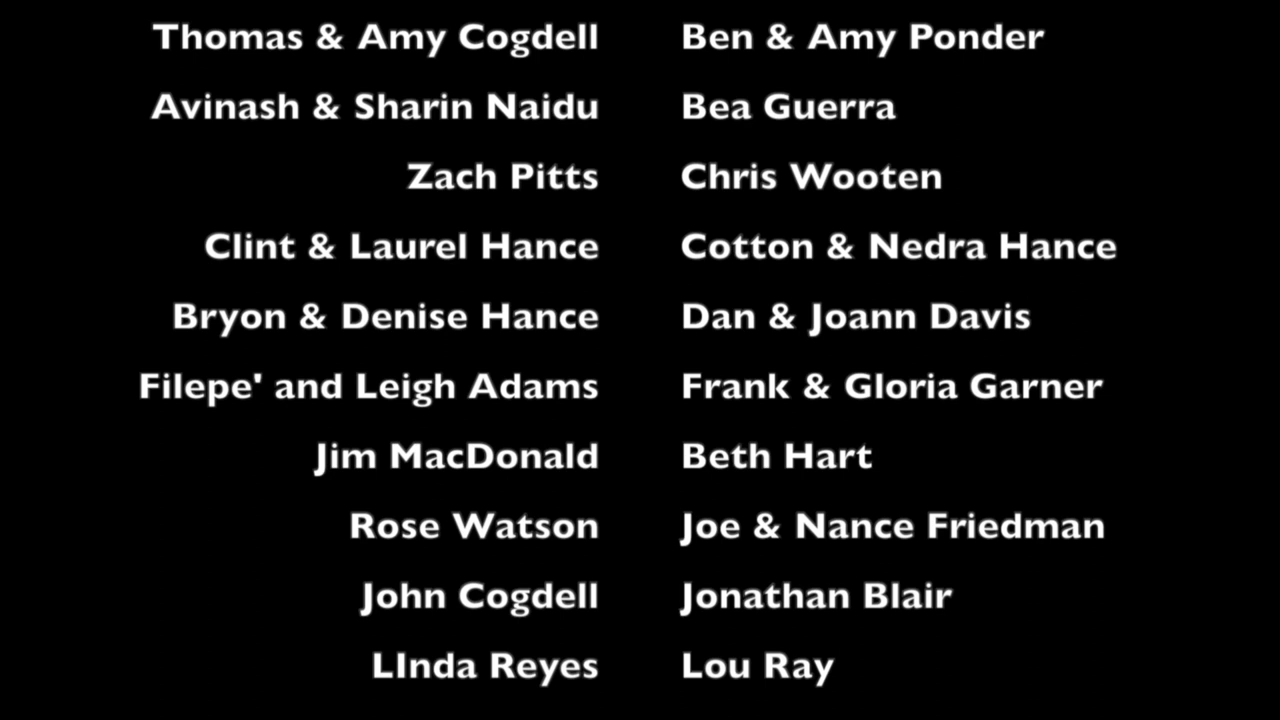 Thomas & Amy Cogdell
Ben & Amy Ponder
Avinash & Sharin Naidu
Bea Guerra
Zach Pitts
Chris Wooten
Clint & Laurel Hance
Cotton & Nedra Hance
Bryon & Denise Hance
Dan & Joann Davis
Filepe' and Leigh Adams
Frank & Gloria Garner
Jim MacDonald
Beth Hart
Rose Watson
Joe & Nance Friedman
John Cogdell
Jonathan Blair
LInda Reyes
Lou Ray